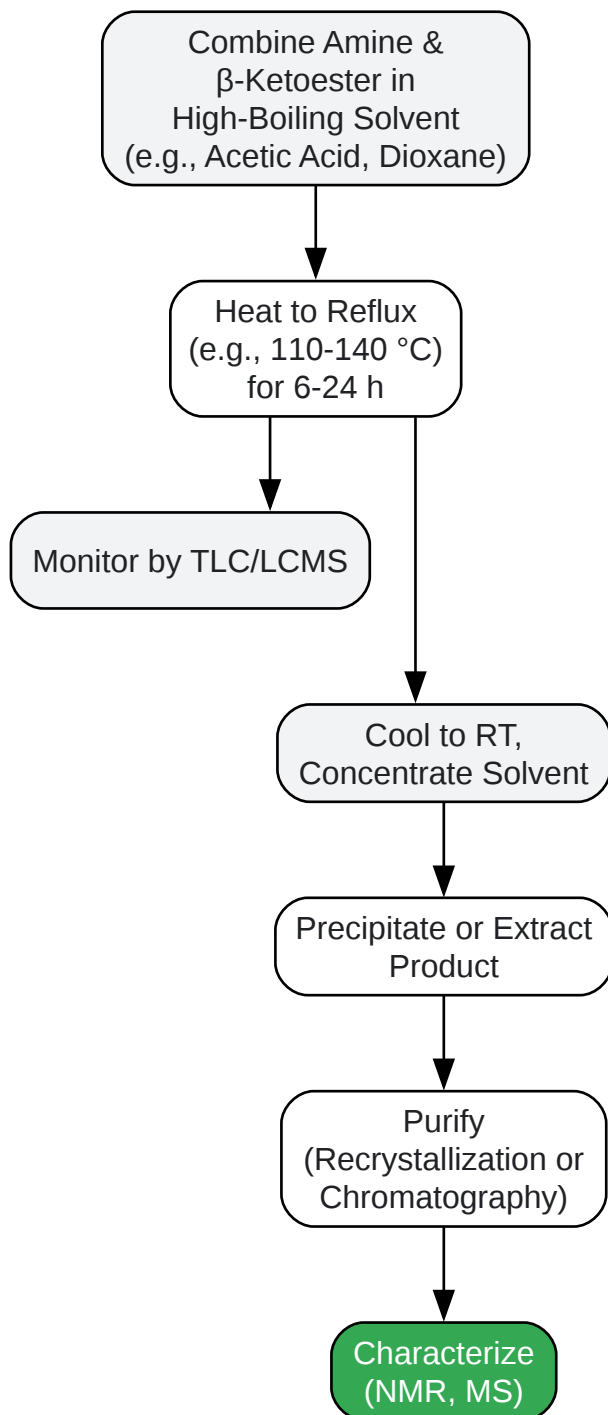 Combine Amine &
β-Ketoester in
High-Boiling Solvent
(e.g., Acetic Acid, Dioxane)
Heat to Reflux
(e.g., 110-140 °C)
for 6-24 h
Monitor by TLC/LCMS
Cool to RT,
Concentrate Solvent
Precipitate or Extract
Product
Purify
(Recrystallization or
Chromatography)
Characterize
(NMR, MS)